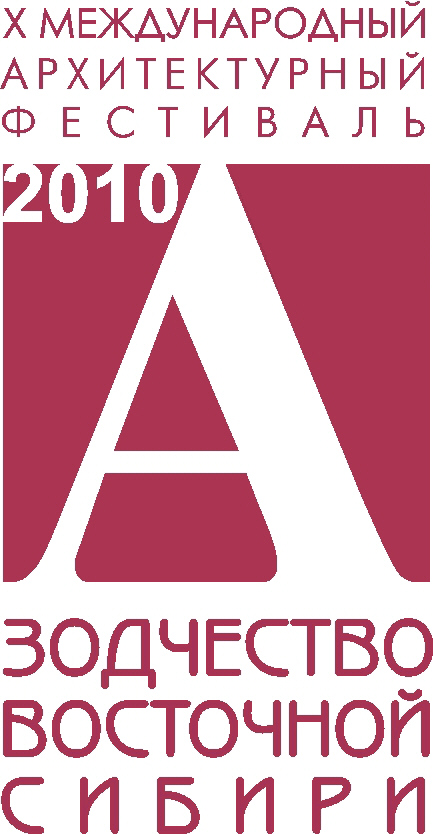 X МЕЖДУНАРОДНЫЙ
АРХИТЕКТУРНЫЙ
ФЕСТИВАЛЬ
2010
А
ЗОДЧЕСТВО
ВОСТОЧНОЙ
СИБИРИ